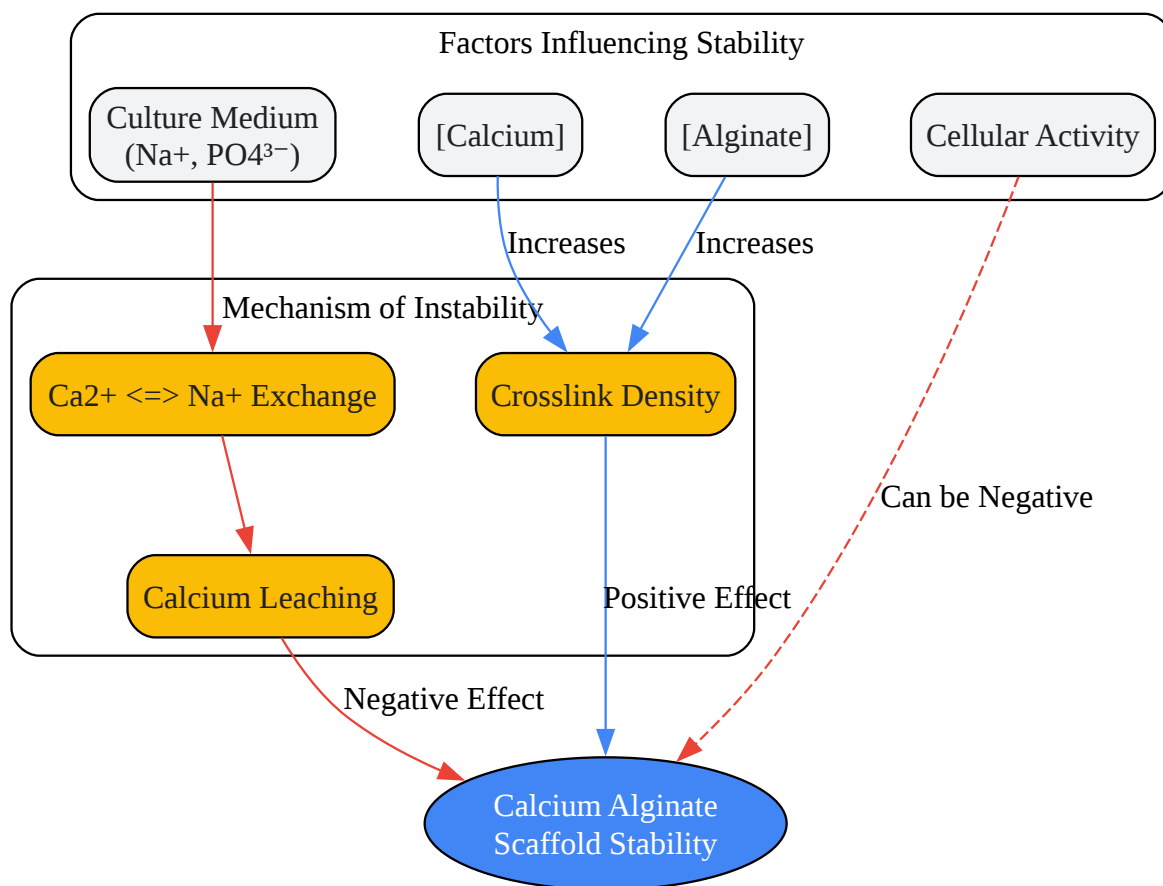 Factors Influencing Stability
Culture Medium
(Na+, PO4³⁻)
[Calcium]
[Alginate]
Cellular Activity
Increases
Increases
Mechanism of Instability
Ca2+ <=> Na+ Exchange
Crosslink Density
Can be Negative
Calcium Leaching
Positive Effect
Negative Effect
Calcium Alginate
Scaffold Stability